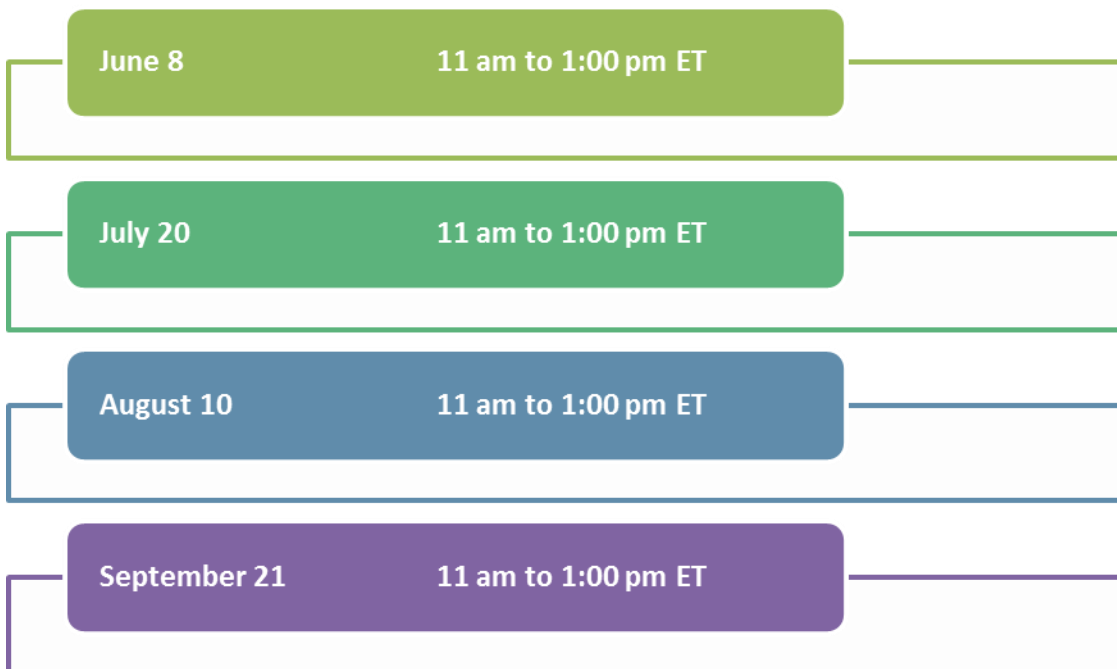 June 8 11 am to 1:00 pm ET
July 20 11 am to 1:00 pm ET
August 10 11 am to 1:00 pm ET
September 21 11 am to 1:00 pm ET